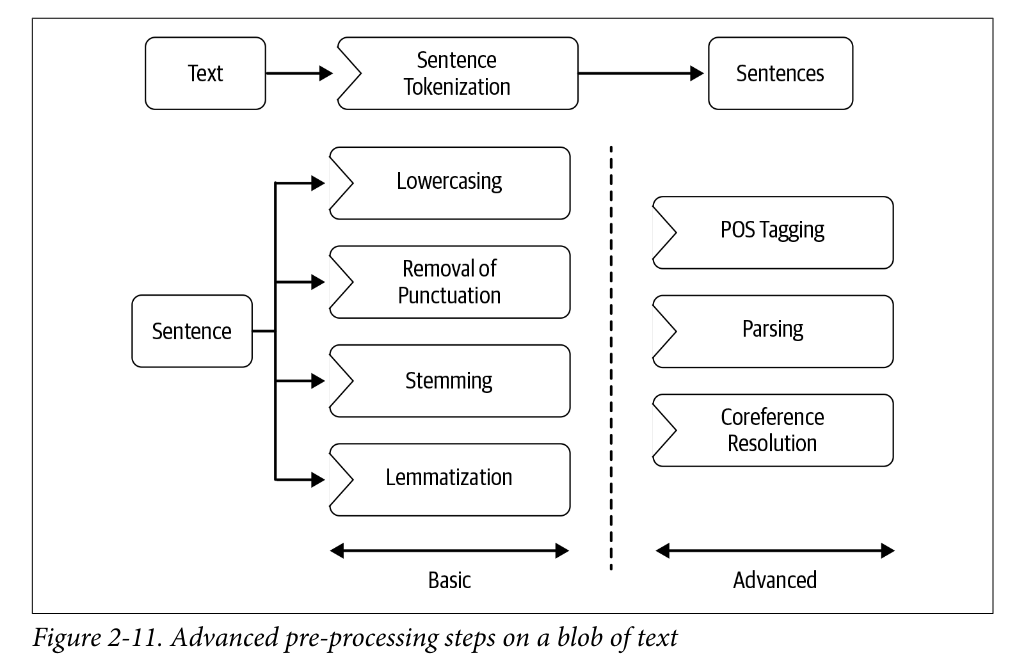 Text
Sentence
Tokenization
Sentences
Lowercasing
Removal of
Punctuation
Sentence
Stemming
Lemmatization
POS Tagging
Parsing
Coreference
Resolution
Basic
Advanced
Figure 2-11. Advanced pre-processing steps on a blob of text